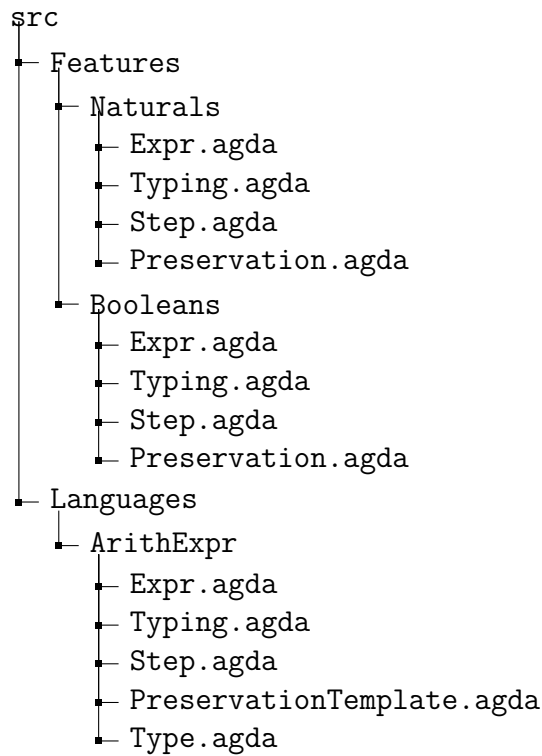 src
Features
Naturals
Expr.agda
Typing.agda
Step.agda
Preservation.agda
Booleans
Expr.agda
Typing.agda
Step.agda
Preservation.agda
Languages
ArithExpr
Expr.agda
Typing.agda
Step.agda
PreservationTemplate.agda
Type.agda